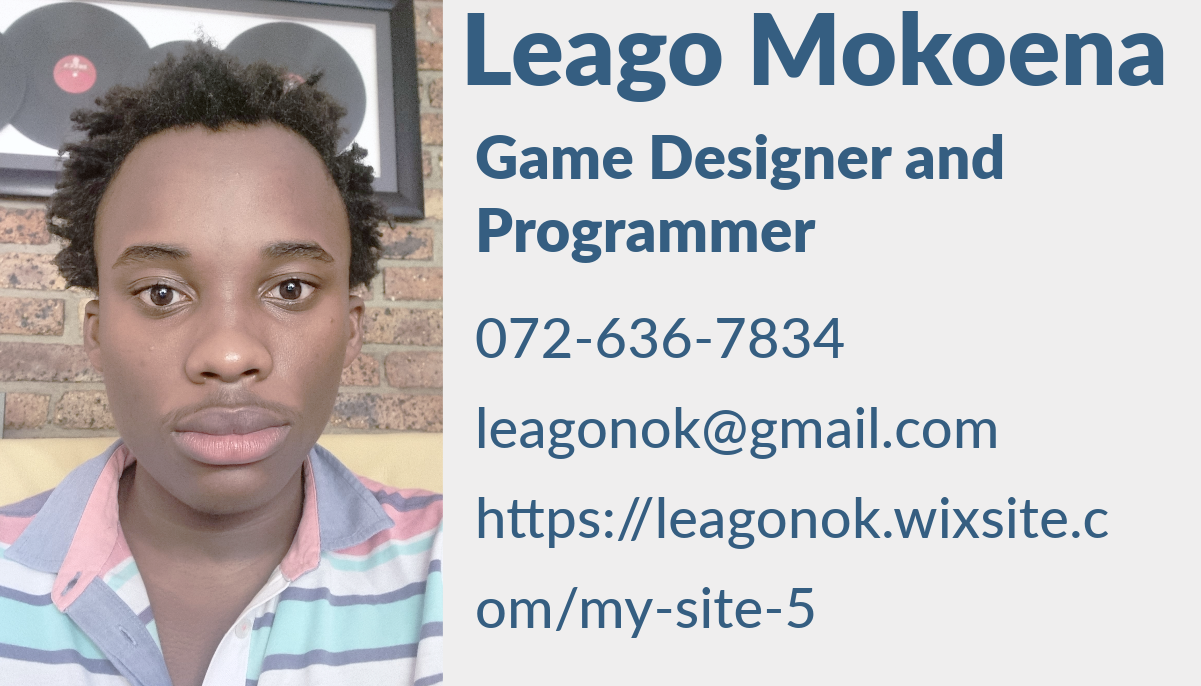 Leago Mokoena
Game Designer and
Programmer
072-636-7834
leagonok@gmail.com
https://leagonok.wixsite.c
om/my-site-5